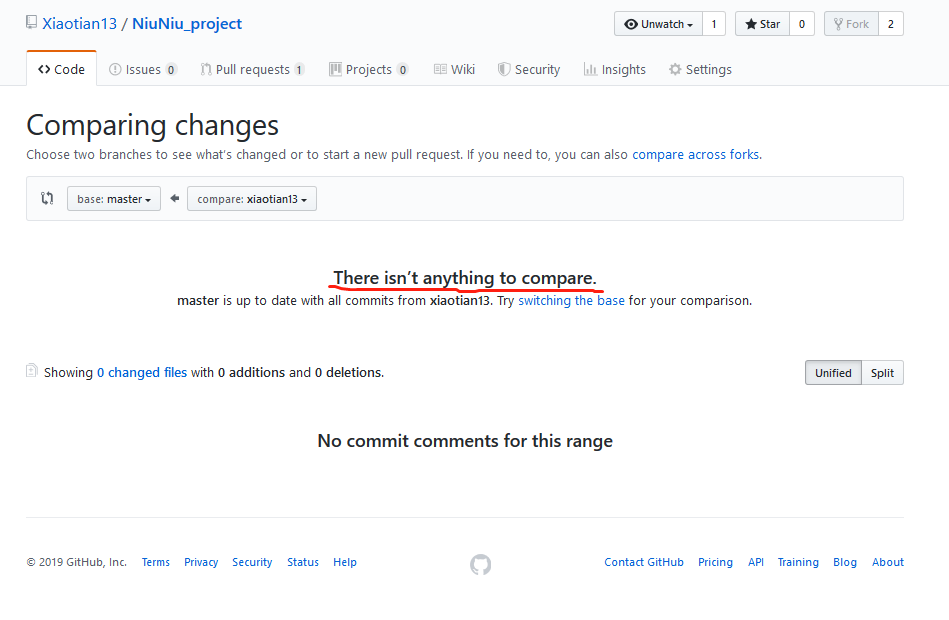 Xiaotian13 / NiuNiu_project
Unwatch 1 Star 0 Fork 2
Code Issues 0 Pull requests 1 Projects 0 Wiki Security Insights Settings
Comparing changes
Choose two branches to see what's changed or to start a new pull request. If you need to, you can also compare across forks.
base: master compare: xiaotian13
There isn't anything to compare.
master is up to date with all commits from xiaotian13. Try switching the base for your comparison.
Showing 0 changed files with 0 additions and 0 deletions. Unified Split
No commit comments for this range
© 2019 GitHub, Inc. Terms Privacy Security Status Help Contact GitHub Pricing API Training Blog About